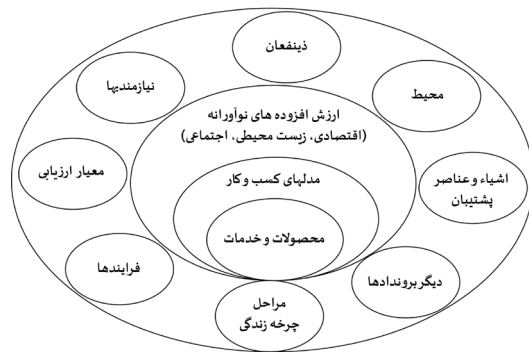 ذینفعان
نیازمندیها
محیط
ارزش افزوده های نوآورانه
(اقتصادی، زیست محیطی، اجتماعی)
معیار ارزیابی
مدلهای کسب و کار
اشیاء و عناصر
پشتیبان
محصولات و خدمات
فرایندها
دیگر بروندادها
مراحل
چرخه زندگی